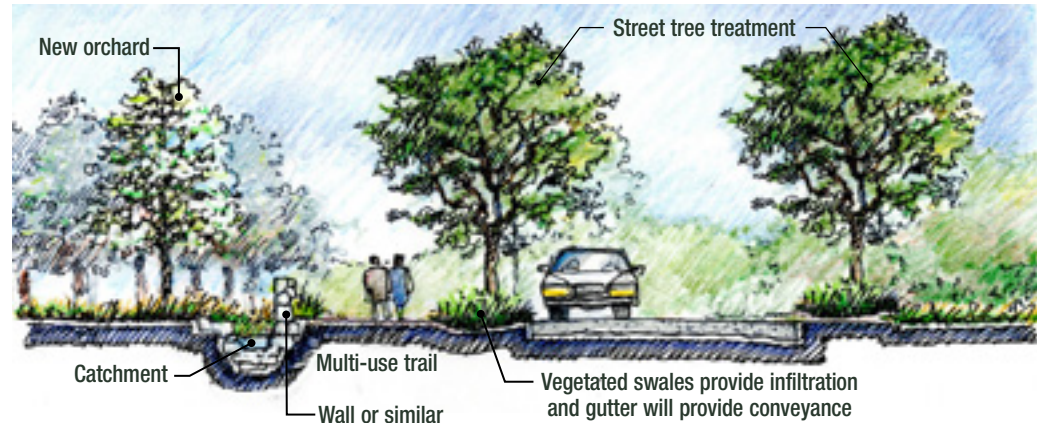 New orchard
Street tree treatment
Catchment
Multi-use trail
Wall or similar
Vegetated swales provide infiltration
and gutter will provide conveyance